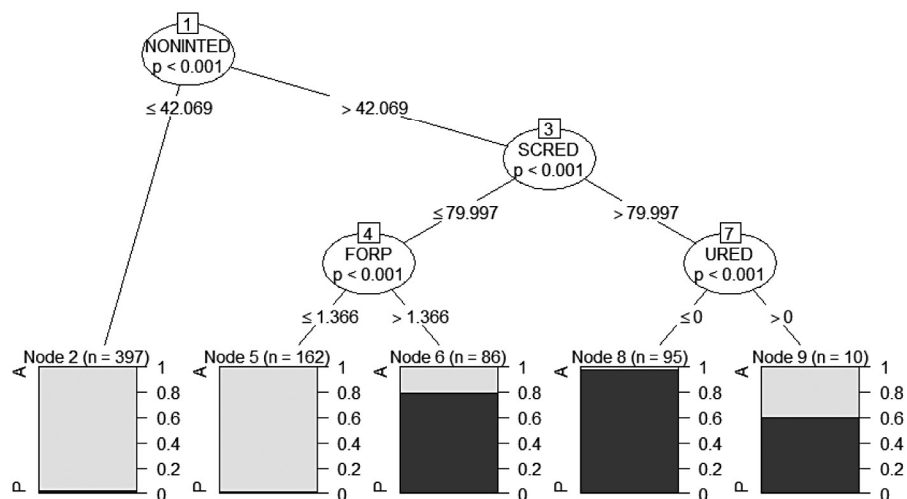 1
NONINTED
p < 0.001
≤ 42.069
> 42.069
3
SCRED
p < 0.001
≤79.997
>79.997
4
FORP
p < 0.001
7
URED
p < 0.001
≤ 1.366
> 1.366
≤ 0
> 0
Node 2 (n = 397)
A
P
1
0.8
0.6
0.4
0.2
0
Node 5 (n = 162)
A
P
1
0.8
0.6
0.4
0.2
0
Node 6 (n = 86)
A
P
1
0.8
0.6
0.4
0.2
0
Node 8 (n = 95)
A
P
1
0.8
0.6
0.4
0.2
0
Node 9 (n = 10)
A
P
1
0.8
0.6
0.4
0.2
0